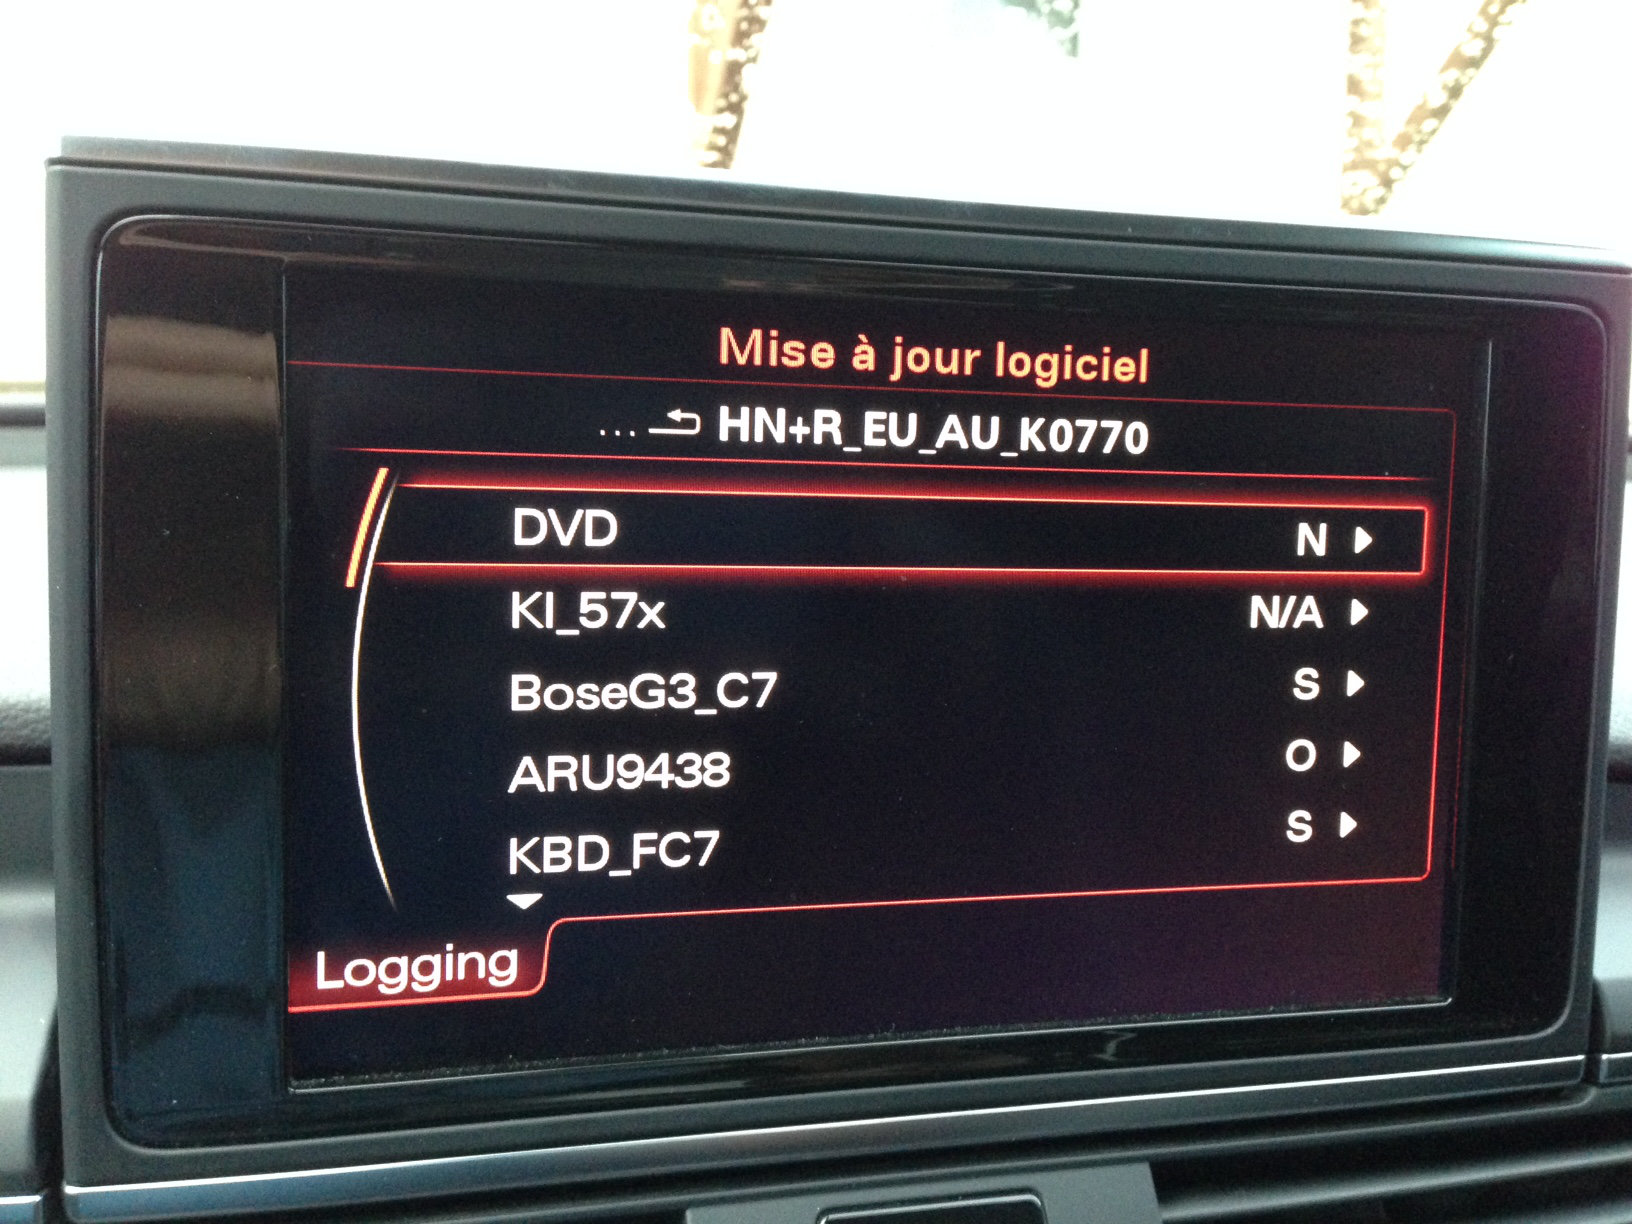 Mise à jour logiciel
... HN+R_EU_AU_K0770
DVD N
KI_57x N/A
BoseG3_C7 S
ARU9438 O
KBD_FC7 S
Logging